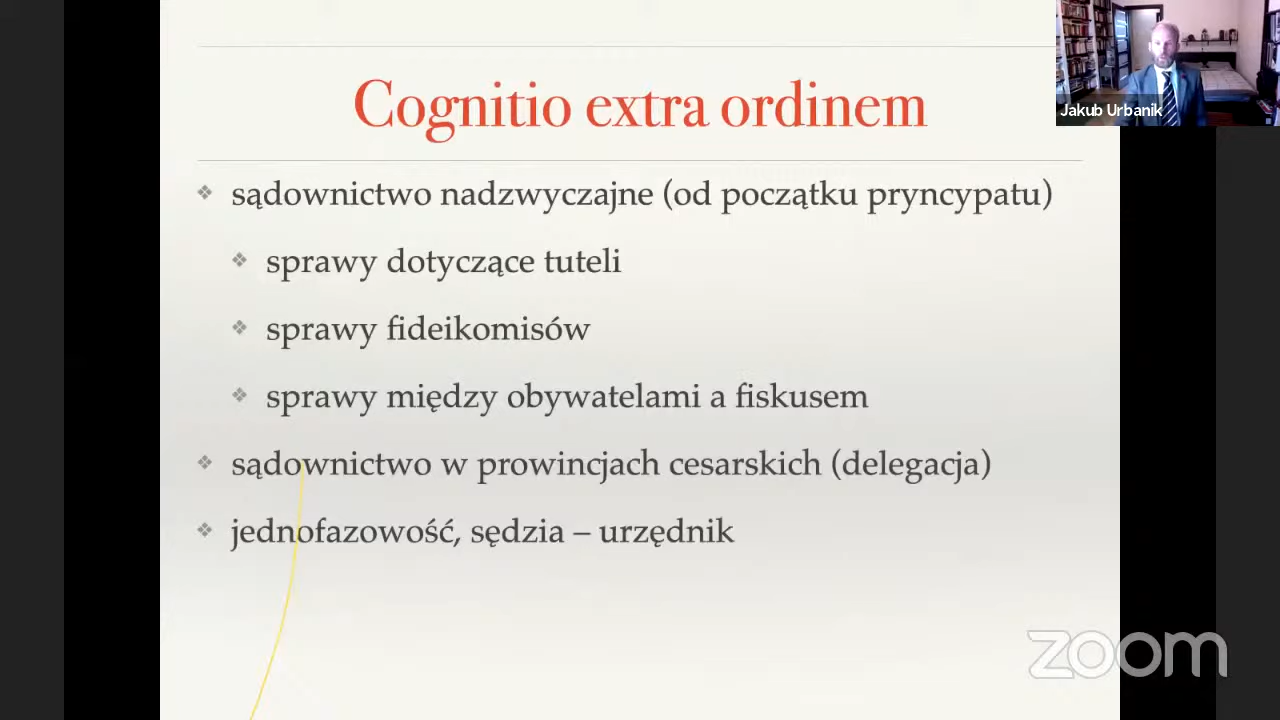 Cognitio extra ordinem
Jakub Urbanik
sądownictwo nadzwyczajne (od początku pryncypatu)
sprawy dotyczące tuteli
sprawy fideikomisów
sprawy między obywatelami a fiskusem
sądownictwo w prowincjach cesarskich (delegacja)
jednofazowość, sędzia – urzędnik
zoom